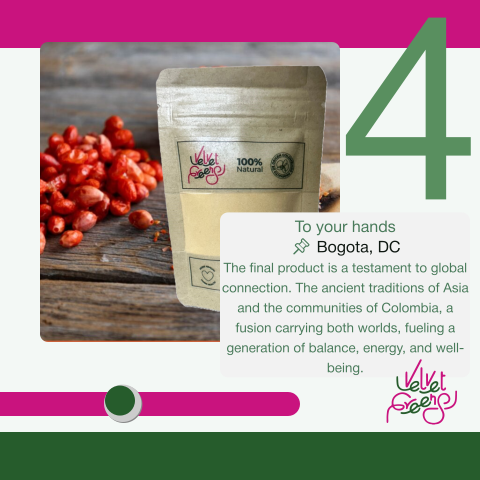 4
Velvet
Greens
100%
Natural
To your hands
Bogota, DC
The final product is a testament to global
connection. The ancient traditions of Asia
and the communities of Colombia, a
fusion carrying both worlds, fueling a
generation of balance, energy, and well-
being.
Velvet
Greens